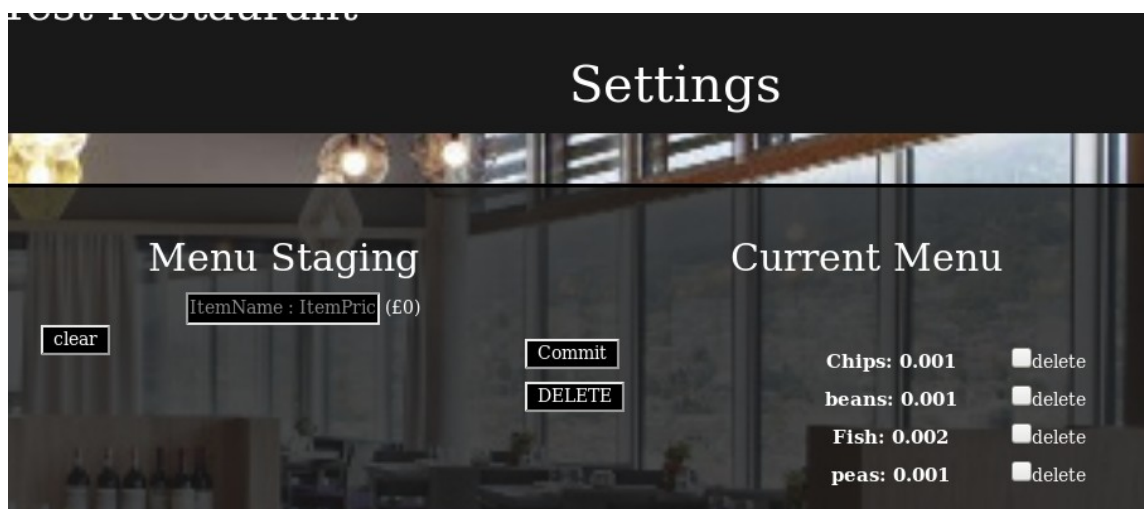 Restaurant
Settings
Menu Staging
ItemName : ItemPric (£0)
clear
Commit
DELETE
Current Menu
Chips: 0.001 delete
beans: 0.001 delete
Fish: 0.002 delete
peas: 0.001 delete